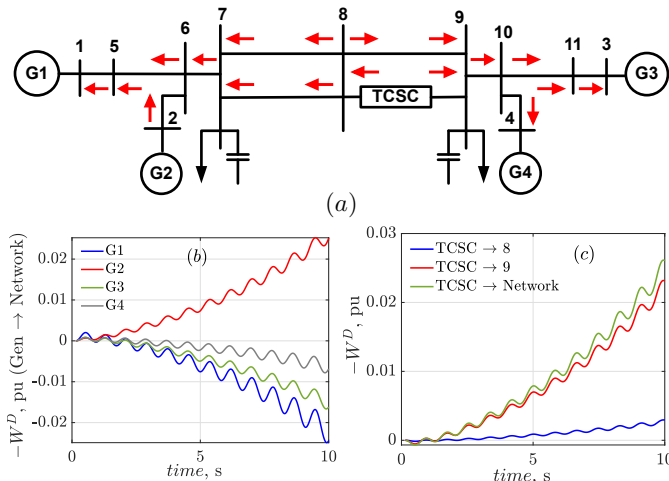 7 8 9
6 10
1 5 11 3
G1 G3
TCSC
2 4
G2 G4
(a)
0.02
0.01
0
-0.01
-0.02
−W^D, pu (Gen → Network)
G1
G2
G3
G4
(b)
0 5 10
time, s
0.03
0.02
0.01
0
−W^D, pu
TCSC → 8
TCSC → 9
TCSC → Network
(c)
0 5 10
time, s